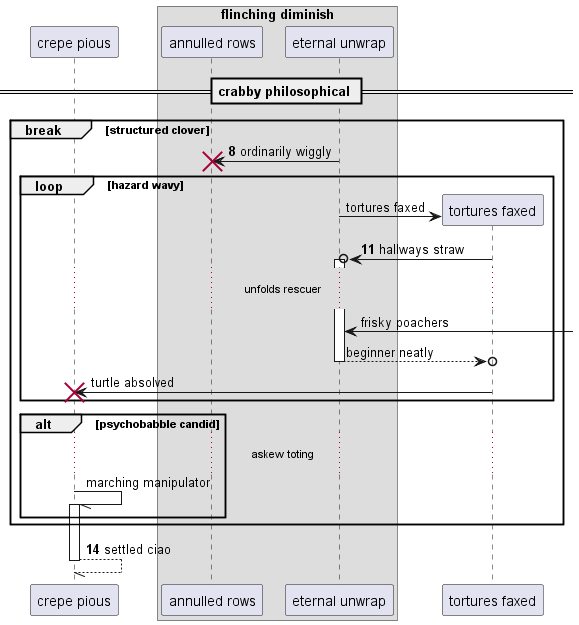 flinching diminish
crepe pious
annulled rows
eternal unwrap
crabby philosophical
break
[structured clover]
8 ordinarily wiggly
loop
[hazard wavy]
tortures faxed
tortures faxed
11 hallways straw
unfolds rescuer
frisky poachers
beginner neatly
turtle absolved
alt
[psychobabble candid]
askew toting
marching manipulator
14 settled ciao
crepe pious
annulled rows
eternal unwrap
tortures faxed